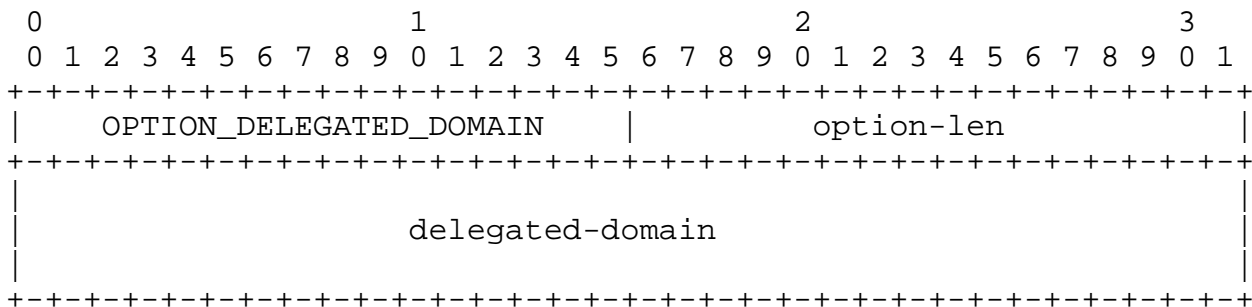 0                   1                   2                   3
 0 1 2 3 4 5 6 7 8 9 0 1 2 3 4 5 6 7 8 9 0 1 2 3 4 5 6 7 8 9 0 1
+-+-+-+-+-+-+-+-+-+-+-+-+-+-+-+-+-+-+-+-+-+-+-+-+-+-+-+-+-+-+-+-+
|    OPTION_DELEGATED_DOMAIN    |         option-len            |
+-+-+-+-+-+-+-+-+-+-+-+-+-+-+-+-+-+-+-+-+-+-+-+-+-+-+-+-+-+-+-+-+
|                                                               |
|                    delegated-domain                           |
|                                                               |
+-+-+-+-+-+-+-+-+-+-+-+-+-+-+-+-+-+-+-+-+-+-+-+-+-+-+-+-+-+-+-+-+